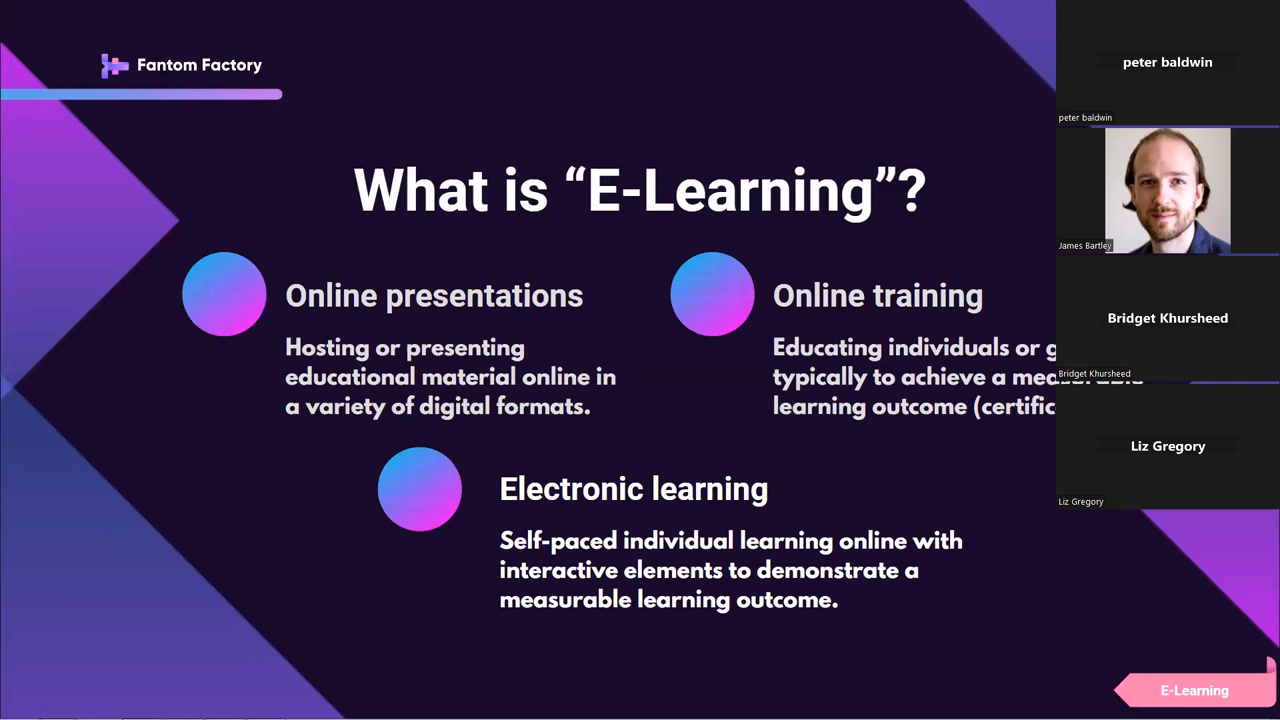 Fantom Factory
What is “E-Learning”?
Online presentations
Hosting or presenting
educational material online in
a variety of digital formats.
Online training
Educating individuals or
typically to achieve a measurable
learning outcome
Electronic learning
Self-paced individual learning online with
interactive elements to demonstrate a
measurable learning outcome.
E-Learning
peter baldwin
peter baldwin
James Bartley
Bridget Khursheed
Bridget Khursheed
Liz Gregory
Liz Gregory